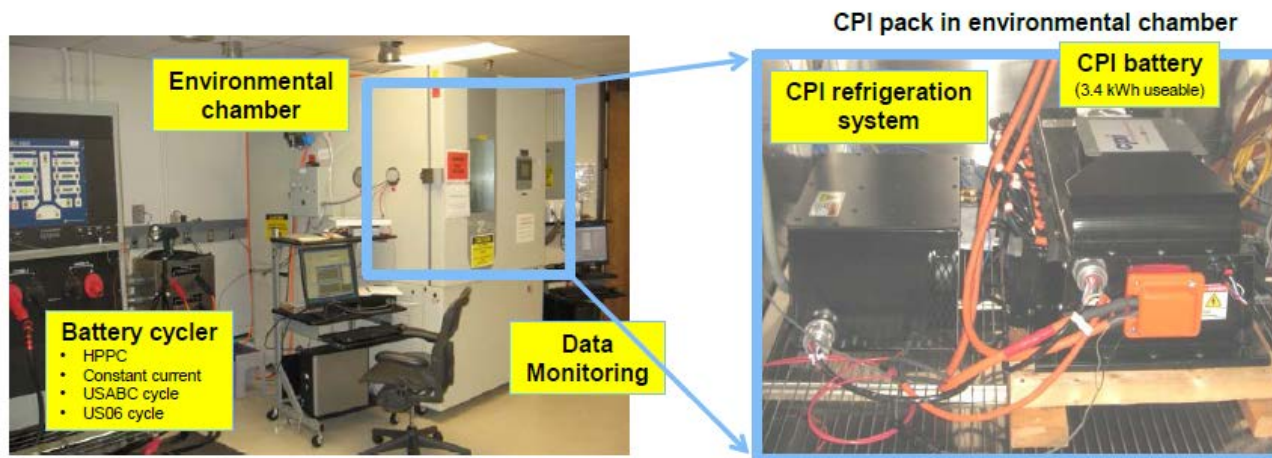 CPI pack in environmental chamber
Environmental
chamber
CPI battery
(3.4 kWh useable)
CPI refrigeration
system
Battery cycler
• HPPC
• Constant current
• USABC cycle
• US06 cycle
Data
Monitoring
cpi